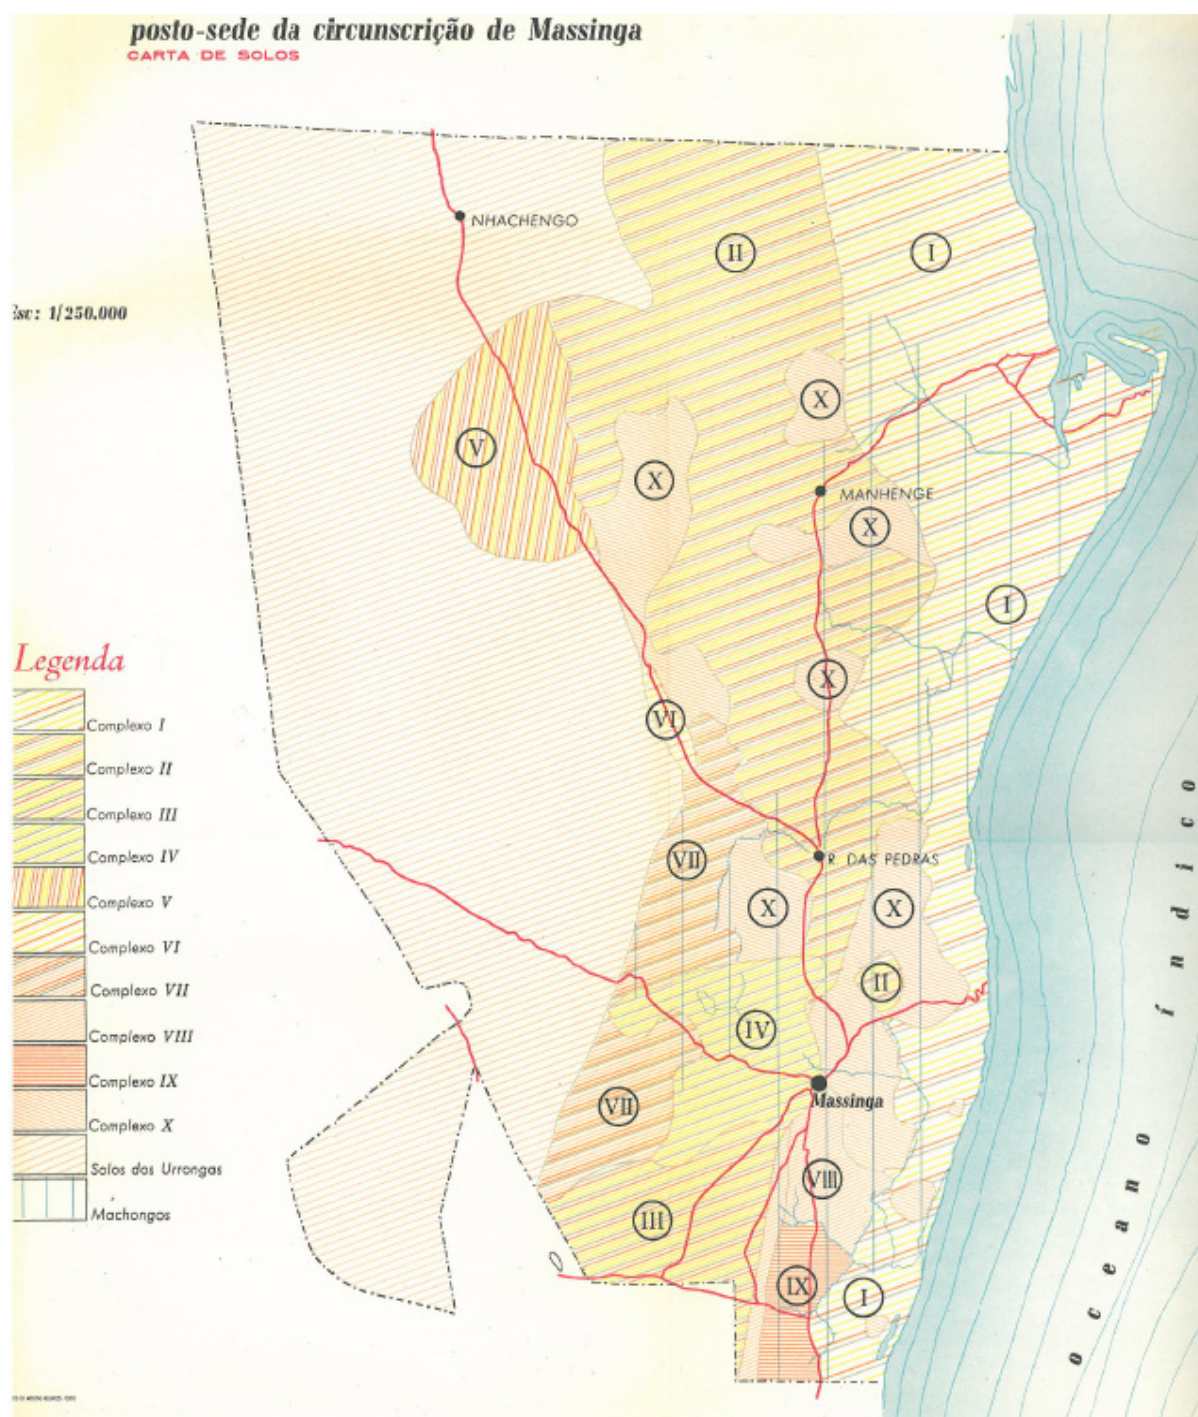 posto-sede da circunscrição de Massinga
CARTA DE SOLOS
NHACHENGO
II
I
Esc: 1/250.000
X
V
X
MANHENGE
X
I
Legenda
X
VI
Complexo I
Complexo II
Complexo III
Complexo IV
Complexo V
Complexo VI
Complexo VII
Complexo VIII
Complexo IX
Complexo X
Solos dos Urrongas
Machongos
R. DAS PEDRAS
VII
X
X
II
IV
Massinga
VII
VIII
III
IX
I
oceano índico